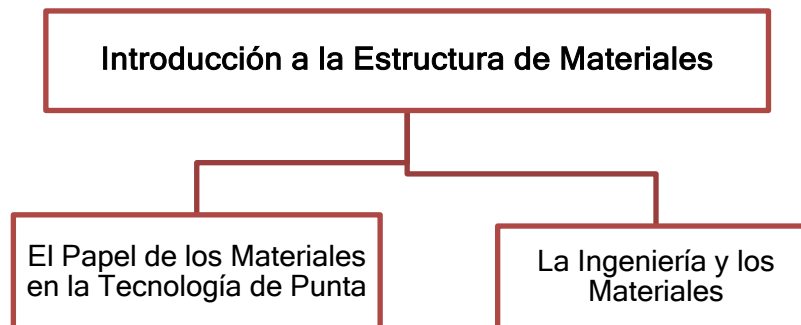 Introducción a la Estructura de Materiales
El Papel de los Materiales
en la Tecnología de Punta
La Ingeniería y los
Materiales